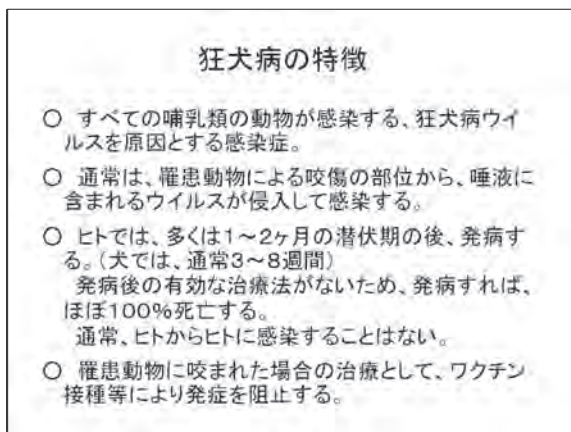 狂犬病の特徴
○ すべての哺乳類の動物が感染する、狂犬病ウイ
ルスを原因とする感染症。
○ 通常は、罹患動物による咬傷の部位から、唾液に
含まれるウイルスが侵入して感染する。
○ ヒトでは、多くは1～2ヶ月の潜伏期の後、発病す
る。(犬では、通常3～8週間)
発病後の有効な治療法がないため、発病すれば、
ほぼ100%死亡する。
通常、ヒトからヒトに感染することはない。
○ 罹患動物に咬まれた場合の治療として、ワクチン
接種等により発症を阻止する。